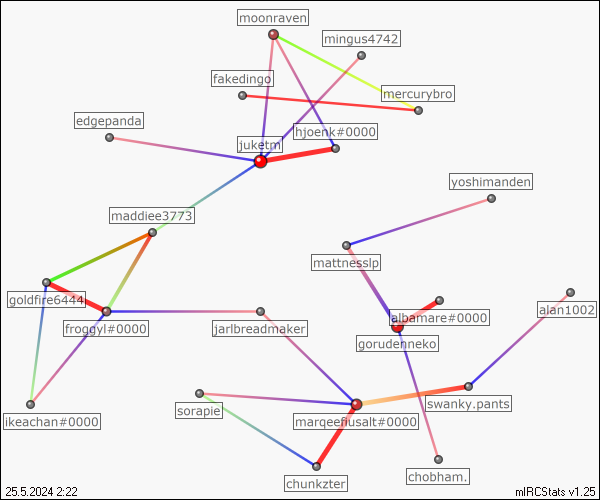 moonraven
mingus4742
fakedingo
mercurybro
edgepanda
hjoenk#0000
juketm
yoshimanden
maddiee3773
mattnesslp
goldfire6444
albamare#0000
alan1002
froggyl#0000
jarlbreadmaker
gorudenneko
swanky.pants
sorapie
ikeachan#0000
marqeefiusalt#0000
chunkzter
chobham.
25.5.2024 2:22
mIRCStats v1.25